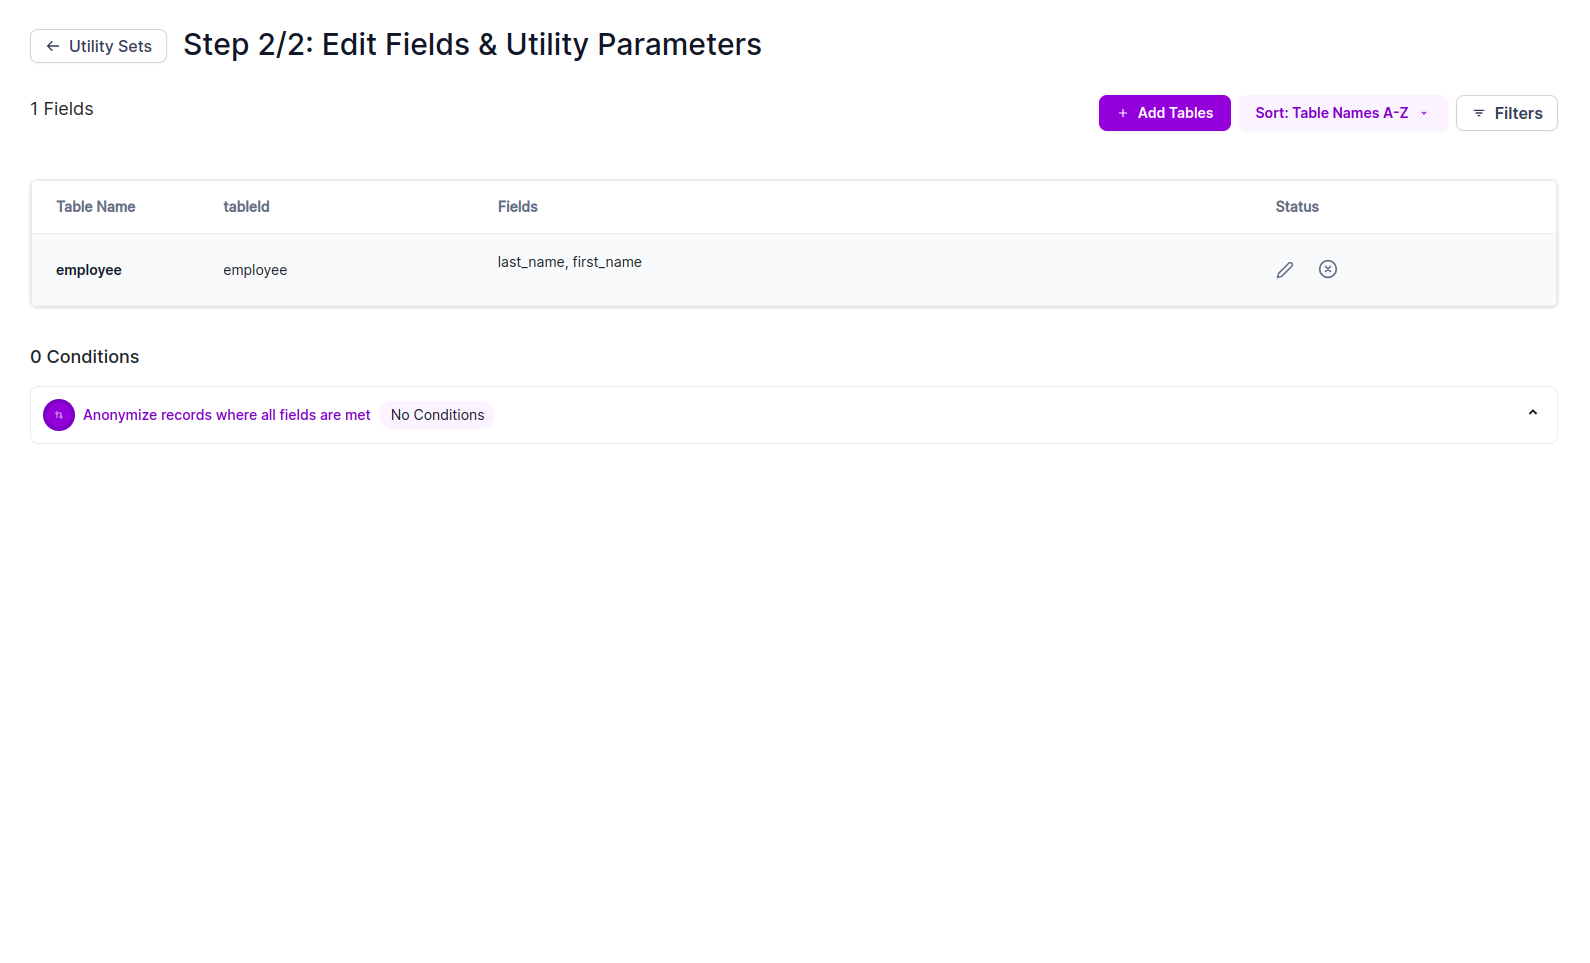 Utility Sets
Step 2/2: Edit Fields & Utility Parameters
1 Fields
+ Add Tables
Sort: Table Names A-Z
Filters
Table Name tableId Fields Status
employee employee last_name, first_name
0 Conditions
Anonymize records where all fields are met No Conditions